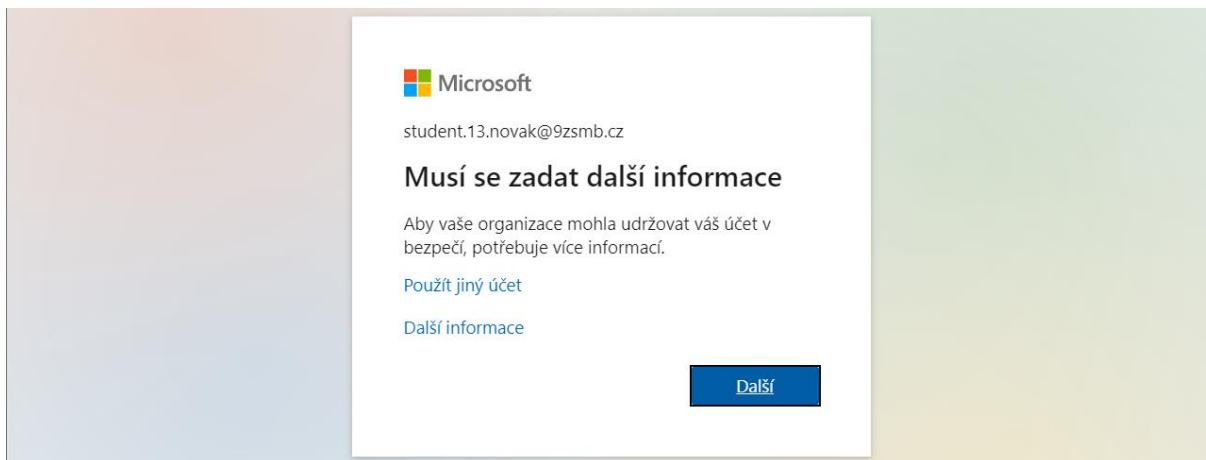 Microsoft
student.13.novak@9zsmb.cz
Musí se zadat další informace
Aby vaše organizace mohla udržovat váš účet v
bezpečí, potřebuje více informací.
Použít jiný účet
Další informace
Další